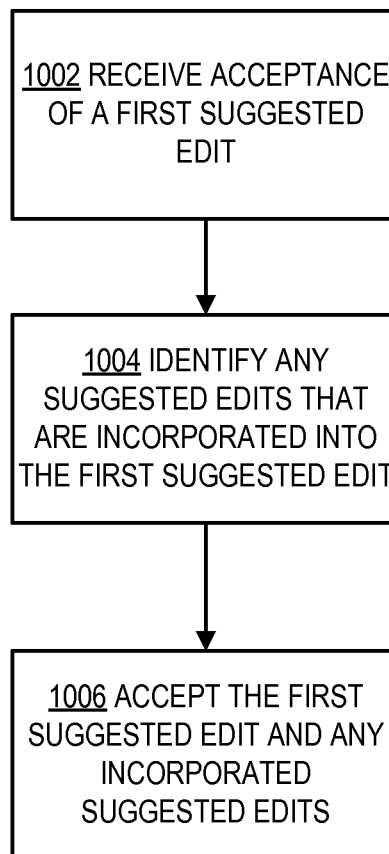 1002 RECEIVE ACCEPTANCE
OF A FIRST SUGGESTED
EDIT
1004 IDENTIFY ANY
SUGGESTED EDITS THAT
ARE INCORPORATED INTO
THE FIRST SUGGESTED EDIT
1006 ACCEPT THE FIRST
SUGGESTED EDIT AND ANY
INCORPORATED
SUGGESTED EDITS